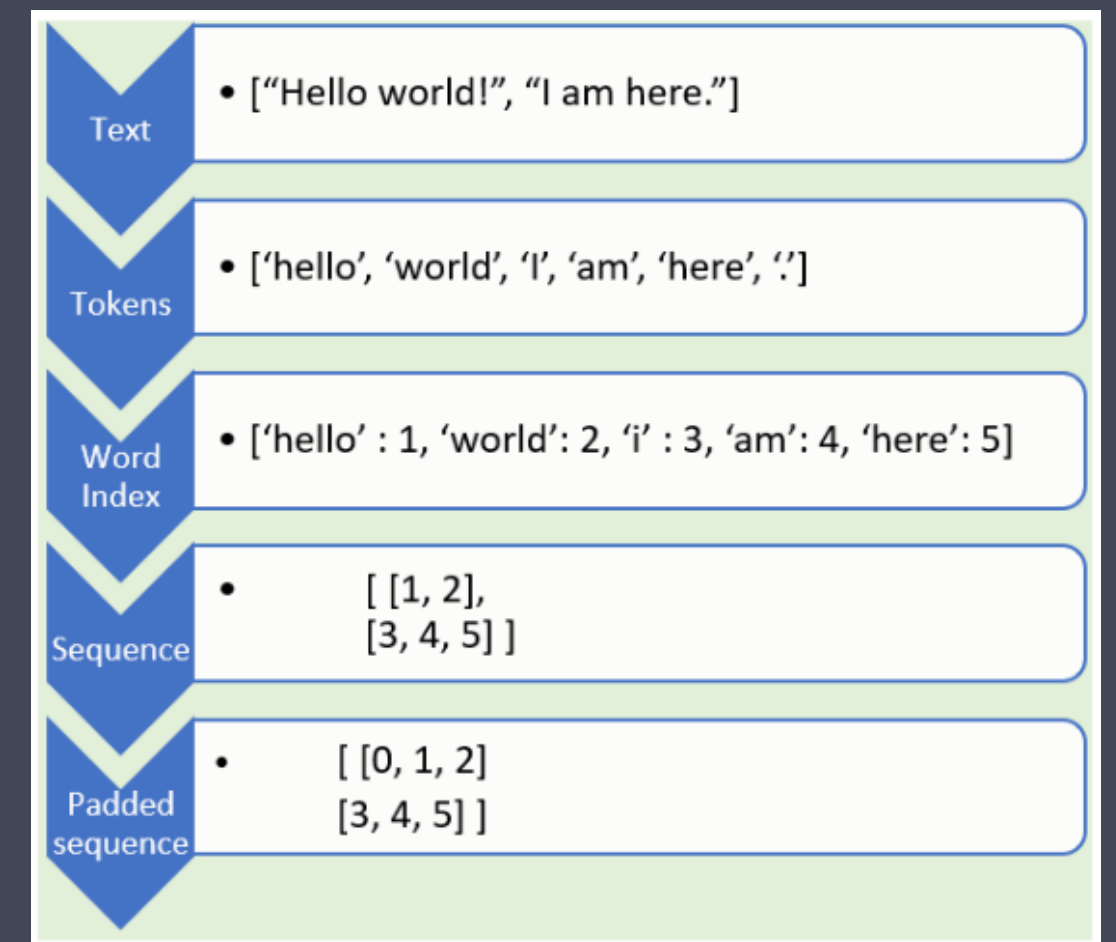 Text
• [“Hello world!”, “I am here.”]
Tokens
• [‘hello’, ‘world’, ‘I’, ‘am’, ‘here’, ‘.’]
Word
Index
• [‘hello’ : 1, ‘world’: 2, ‘i’ : 3, ‘am’: 4, ‘here’: 5]
Sequence
• [ [1, 2],
[3, 4, 5] ]
Padded
sequence
• [ [0, 1, 2]
[3, 4, 5] ]